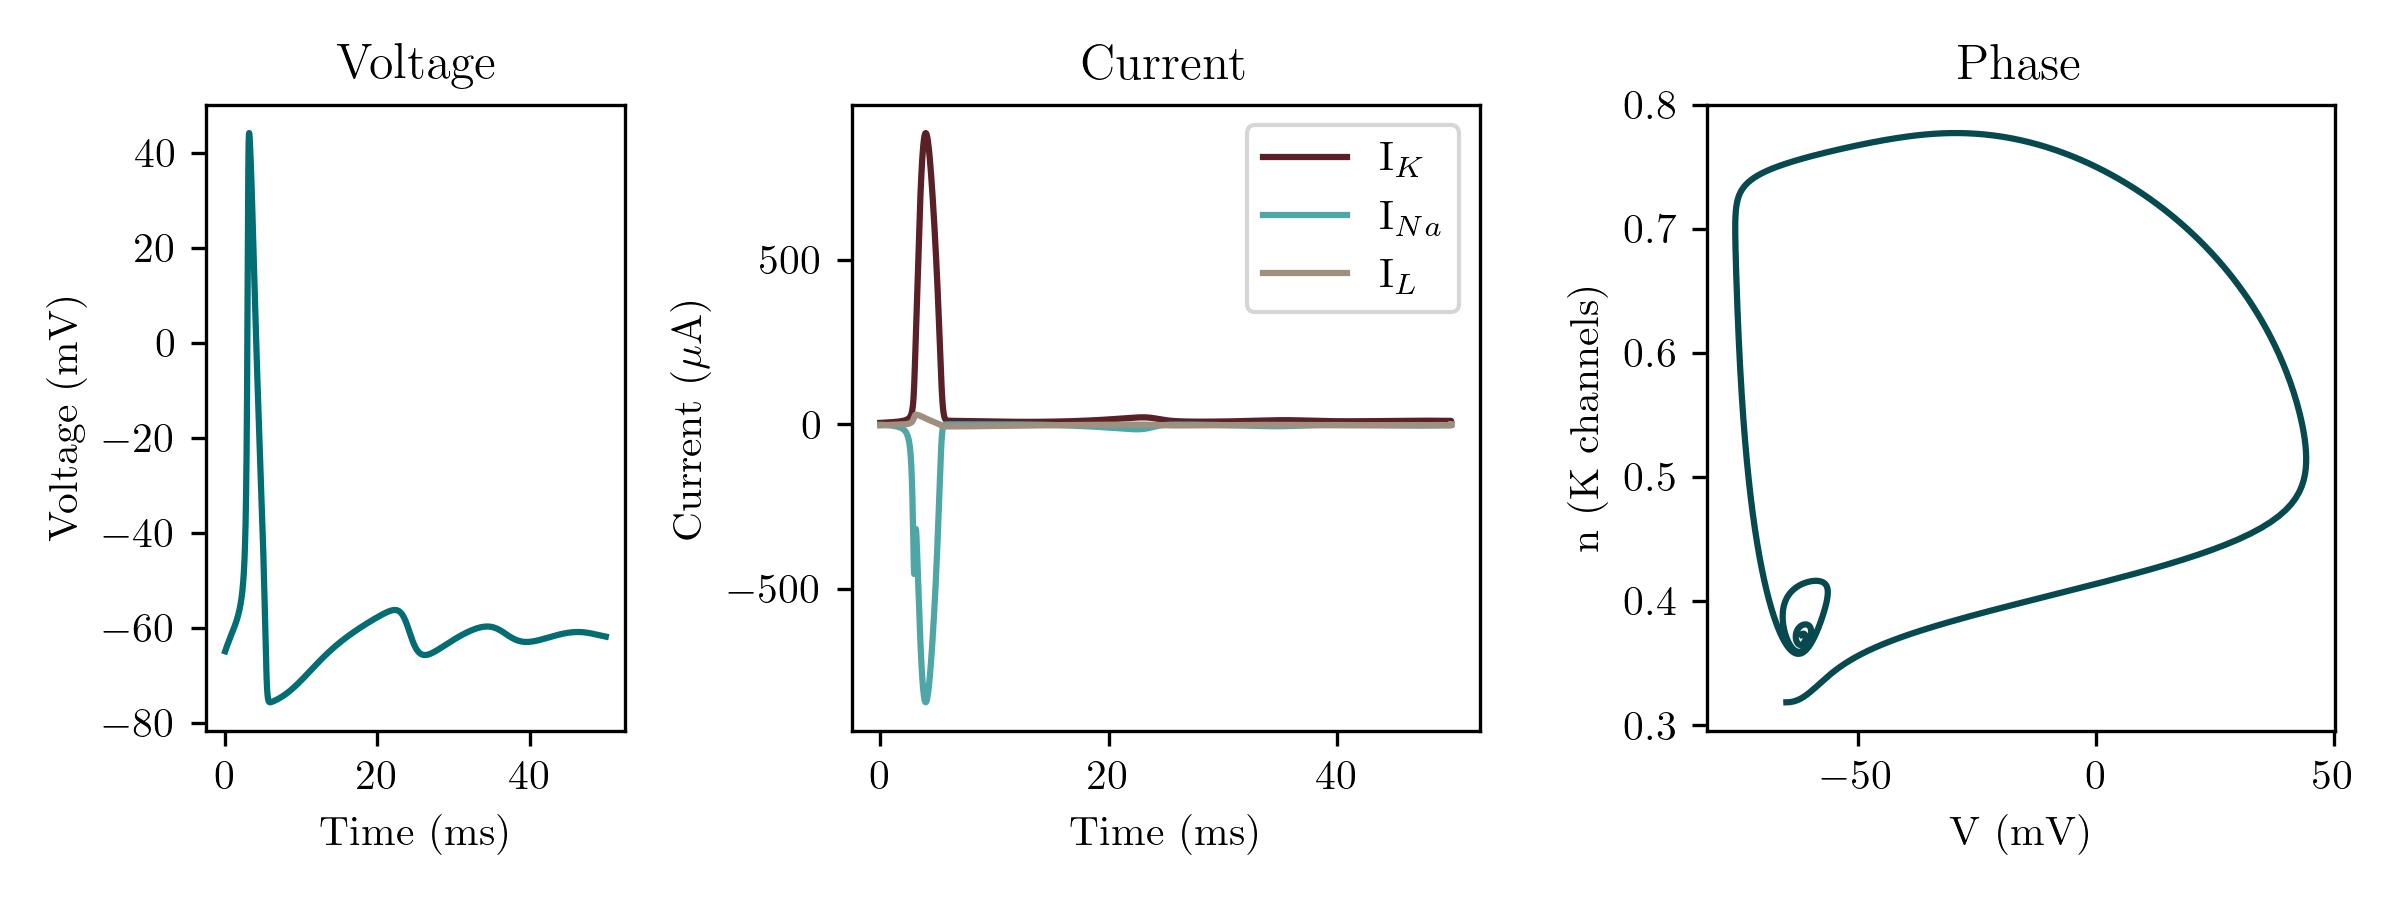 Voltage
Voltage (mV)
40
20
0
−20
−40
−60
−80
0
20
40
Time (ms)
Current
Current (μA)
500
0
−500
I_K
I_Na
I_L
0
20
40
Time (ms)
Phase
n (K channels)
0.8
0.7
0.6
0.5
0.4
0.3
−50
0
50
V (mV)